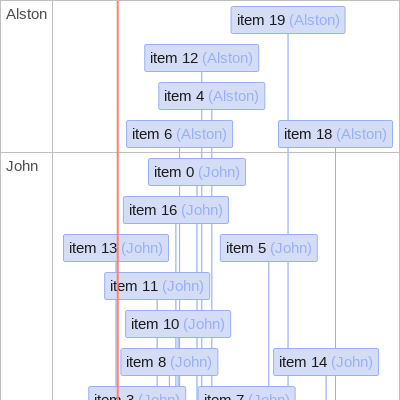 Alston
item 19 (Alston)
item 12 (Alston)
item 4 (Alston)
item 6 (Alston)
item 18 (Alston)
John
item 0 (John)
item 16 (John)
item 13 (John)
item 5 (John)
item 11 (John)
item 10 (John)
item 8 (John)
item 14 (John)
item 3 (John)
item 7 (John)